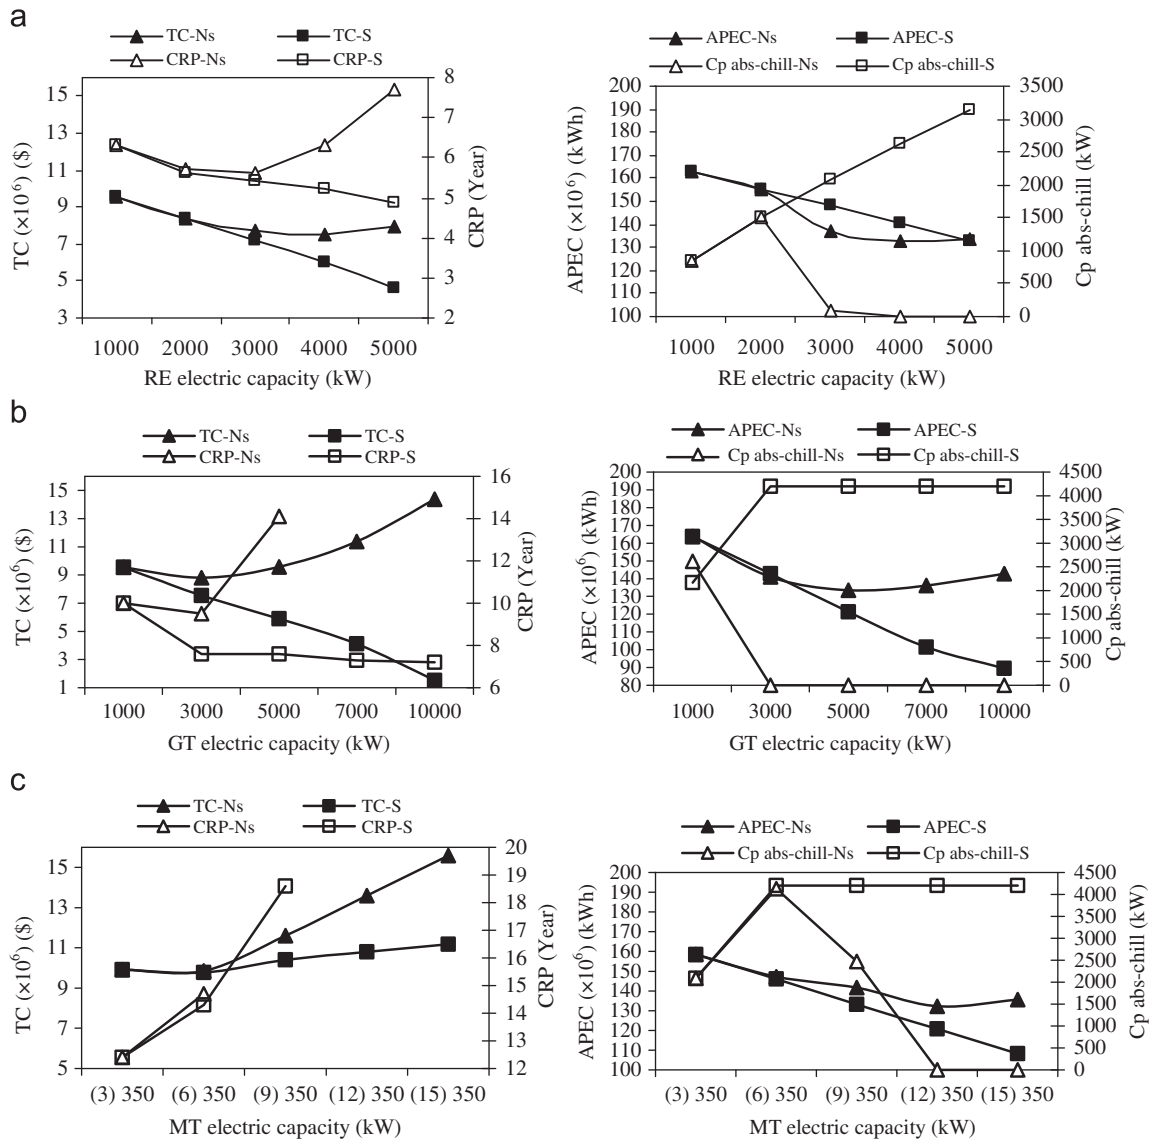 a
TC-Ns TC-S
CRP-Ns CRP-S
15 13 11 9 7 5 3
TC (×10⁶) ($)
8 7 6 5 4 3 2
CRP (Year)
1000 2000 3000 4000 5000
RE electric capacity (kW)
APEC-Ns APEC-S
Cp abs-chill-Ns Cp abs-chill-S
200 190 180 170 160 150 140 130 120 110 100
APEC (×10⁶) (kWh)
3500 3000 2500 2000 1500 1000 500 0
Cp abs-chill (kW)
1000 2000 3000 4000 5000
RE electric capacity (kW)
b
TC-Ns TC-S
CRP-Ns CRP-S
15 13 11 9 7 5 3 1
TC (×10⁶) ($)
16 14 12 10 8 6
CRP (Year)
1000 3000 5000 7000 10000
GT electric capacity (kW)
APEC-Ns APEC-S
Cp abs-chill-Ns Cp abs-chill-S
200 190 180 170 160 150 140 130 120 110 100 90 80
APEC (×10⁶) (kWh)
4500 4000 3500 3000 2500 2000 1500 1000 500 0
Cp abs-chill (kW)
1000 3000 5000 7000 10000
GT electric capacity (kW)
c
TC-Ns TC-S
CRP-Ns CRP-S
15 13 11 9 7 5
TC (×10⁶) ($)
20 19 18 17 16 15 14 13 12
CRP (Year)
(3) 350 (6) 350 (9) 350 (12) 350 (15) 350
MT electric capacity (kW)
APEC-Ns APEC-S
Cp abs-chill-Ns Cp abs-chill-S
200 190 180 170 160 150 140 130 120 110 100
APEC (×10⁶) (kWh)
4500 4000 3500 3000 2500 2000 1500 1000 500 0
Cp abs-chill (kW)
(3) 350 (6) 350 (9) 350 (12) 350 (15) 350
MT electric capacity (kW)